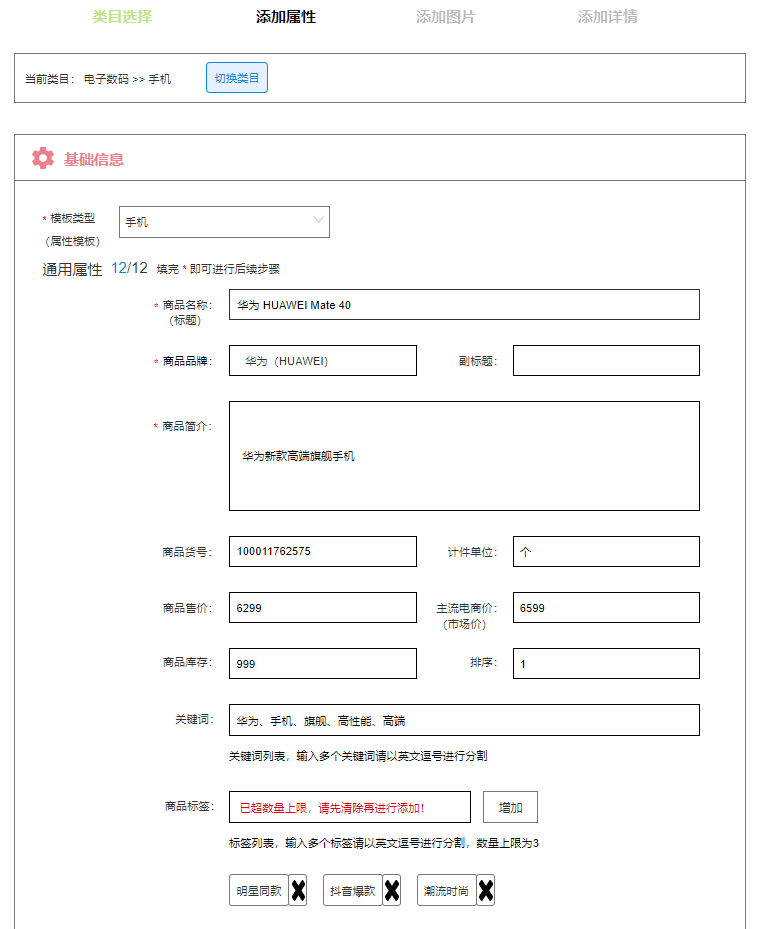 类目选择 添加属性 添加图片 添加详情
当前类目： 电子数码 >> 手机 切换类目
基础信息
* 模板类型 手机
(属性模板)
通用属性 12/12 填完 * 即可进行后续步骤
* 商品名称： 华为 HUAWEI Mate 40
(标题)
* 商品品牌： 华为（HUAWEI） 副标题：
* 商品简介：
华为新款高端旗舰手机
商品货号： 100011762575 计件单位： 个
商品售价： 6299 主流电商价： 6599
(市场价)
商品库存： 999 排序： 1
关键词： 华为、手机、旗舰、高性能、高端
关键词列表，输入多个关键词请以英文逗号进行分割
商品标签： 已超数量上限，请先清除再进行添加！ 增加
标签列表，输入多个标签请以英文逗号进行分割，数量上限为3
明星同款 X 抖音爆款 X 潮流时尚 X